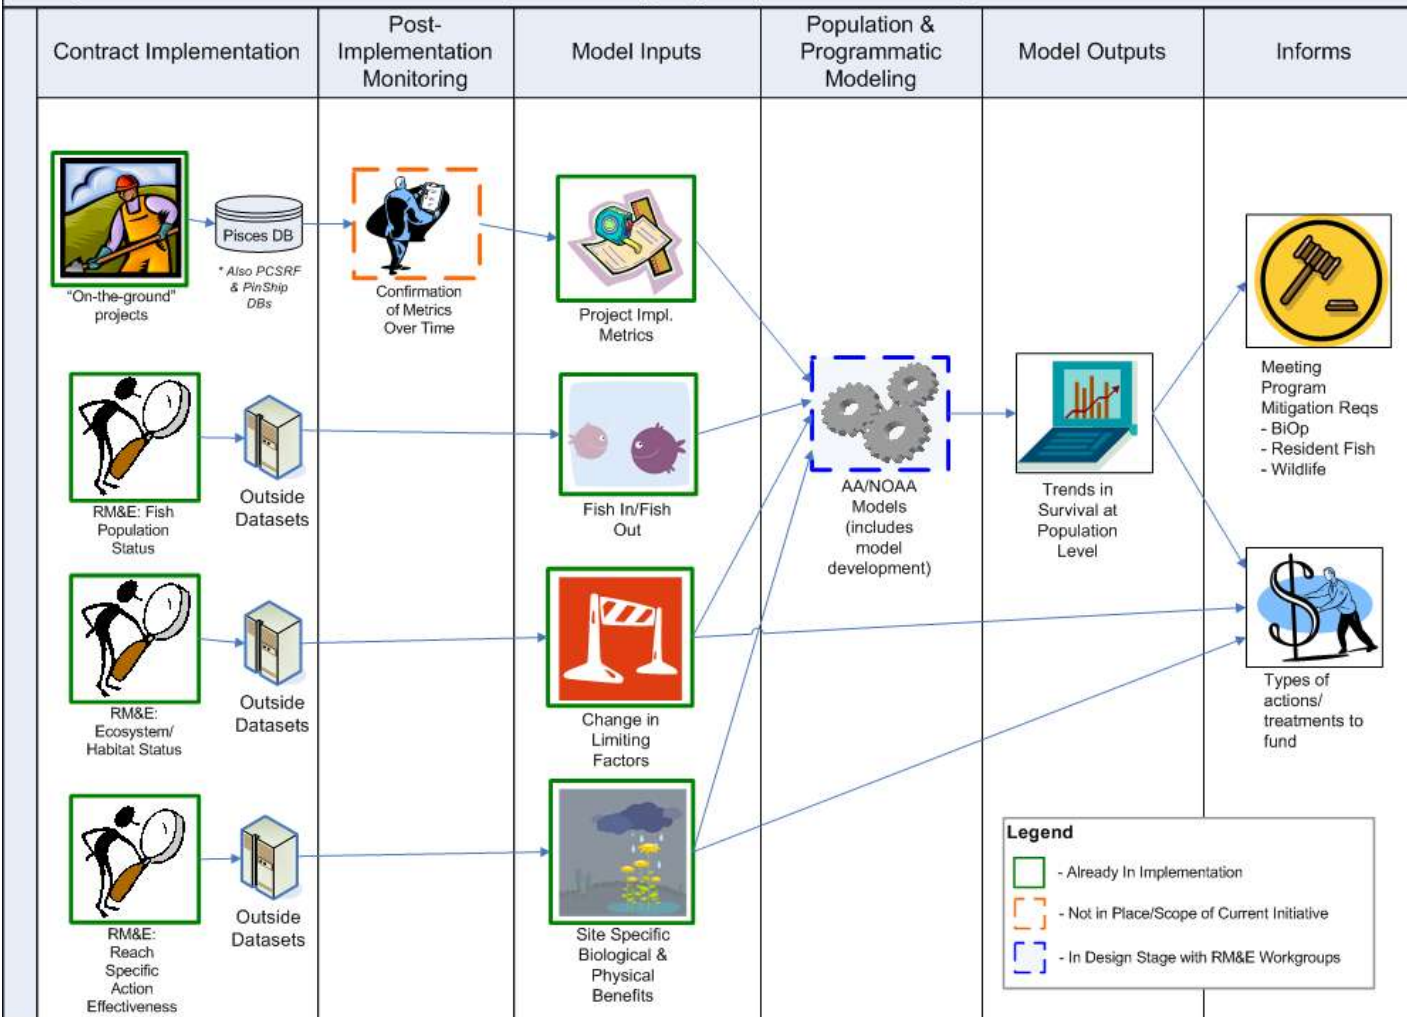 Contract Implementation
Post-
Implementation
Monitoring
Model Inputs
Population &
Programmatic
Modeling
Model Outputs
Informs
Pisces DB
* Also PCSRF
& PinShip
DBs
"On-the-ground"
projects
Confirmation
of Metrics
Over Time
Project Impl.
Metrics
Meeting
Program
Mitigation Reqs
- BiOp
- Resident Fish
- Wildlife
RM&E: Fish
Population
Status
Outside
Datasets
Fish In/Fish
Out
AA/NOAA
Models
(includes
model
development)
Trends in
Survival at
Population
Level
RM&E:
Ecosystem/
Habitat Status
Outside
Datasets
Change in
Limiting
Factors
Types of
actions/
treatments to
fund
RM&E:
Reach
Specific
Action
Effectiveness
Outside
Datasets
Site Specific
Biological &
Physical
Benefits
Legend
- Already In Implementation
- Not in Place/Scope of Current Initiative
- In Design Stage with RM&E Workgroups